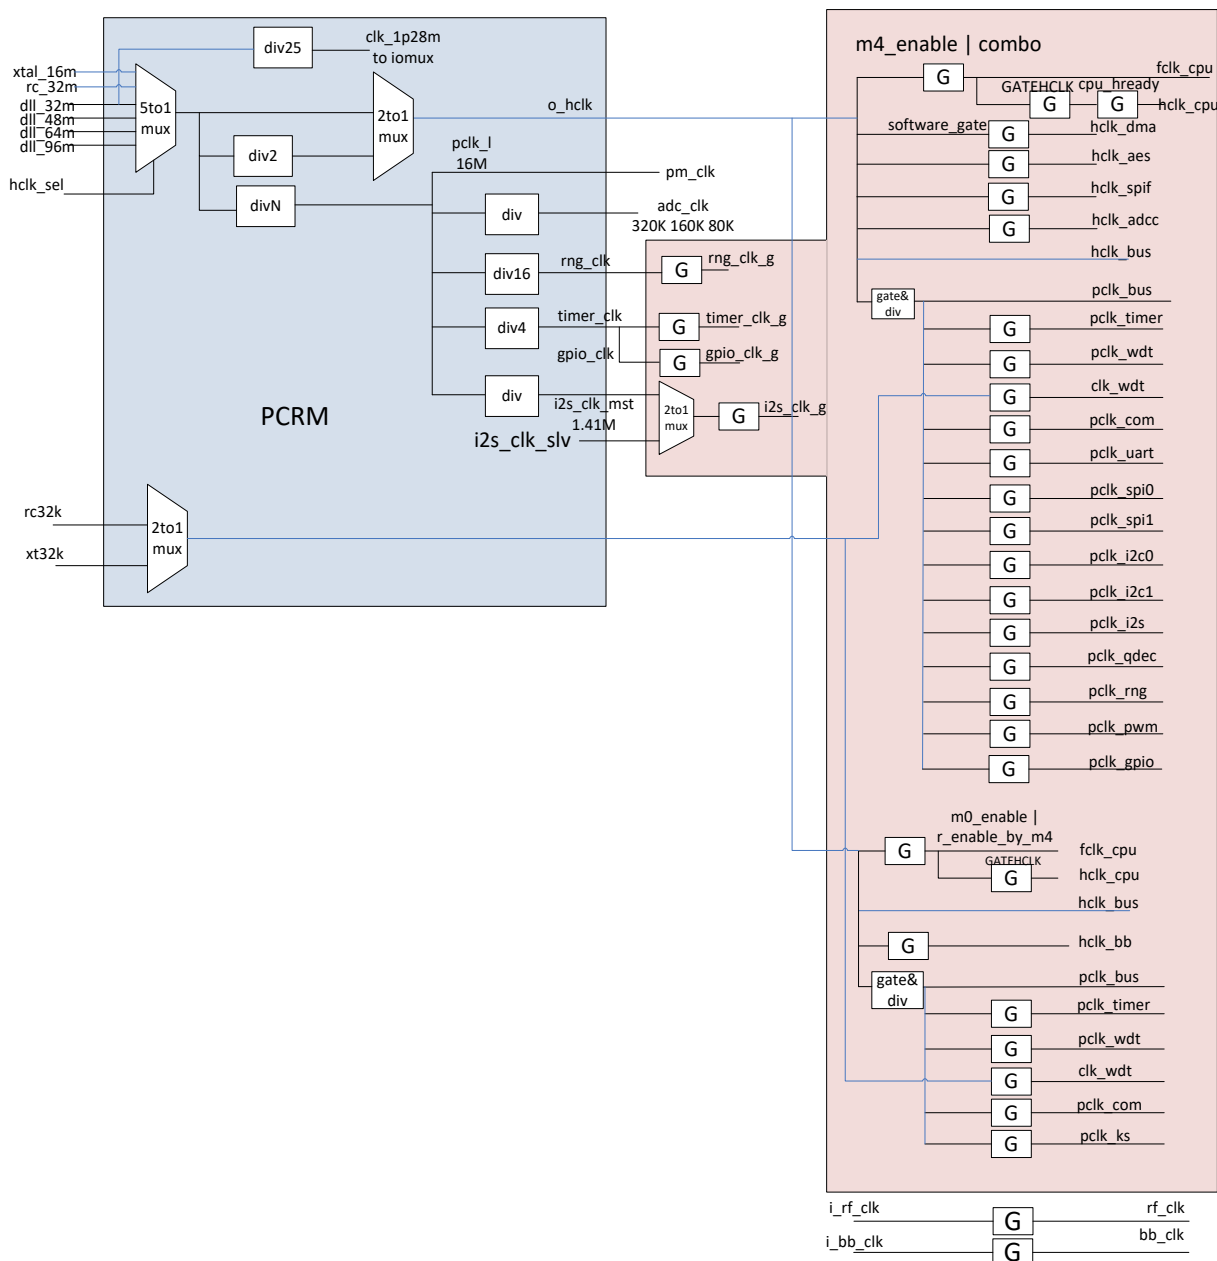 div25
clk_1p28m
to iomux
xtal_16m
rc_32m
dll_32m
dll_48m
dll_64m
dll_96m
hclk_sel
5to1
mux
div2
divN
2to1
mux
o_hclk
pclk_l
16M
pm_clk
div
adc_clk
320K 160K 80K
div16
rng_clk
div4
timer_clk
gpio_clk
div
i2s_clk_mst
1.41M
i2s_clk_slv
PCRM
rc32k
xt32k
2to1
mux
G
rng_clk_g
G
timer_clk_g
G
gpio_clk_g
2to1
mux
G
i2s_clk_g
m4_enable | combo
G
fclk_cpu
GATEHCLK
cpu_hready
G
G
hclk_cpu
software_gate
G
hclk_dma
G
hclk_aes
G
hclk_spif
G
hclk_adcc
hclk_bus
gate&
div
pclk_bus
G
pclk_timer
G
pclk_wdt
G
clk_wdt
G
pclk_com
G
pclk_uart
G
pclk_spi0
G
pclk_spi1
G
pclk_i2c0
G
pclk_i2c1
G
pclk_i2s
G
pclk_qdec
G
pclk_rng
G
pclk_pwm
G
pclk_gpio
m0_enable |
r_enable_by_m4
G
fclk_cpu
GATEHCLK
G
hclk_cpu
hclk_bus
G
hclk_bb
gate&
div
pclk_bus
G
pclk_timer
G
pclk_wdt
G
clk_wdt
G
pclk_com
G
pclk_ks
i_rf_clk
G
rf_clk
i_bb_clk
G
bb_clk